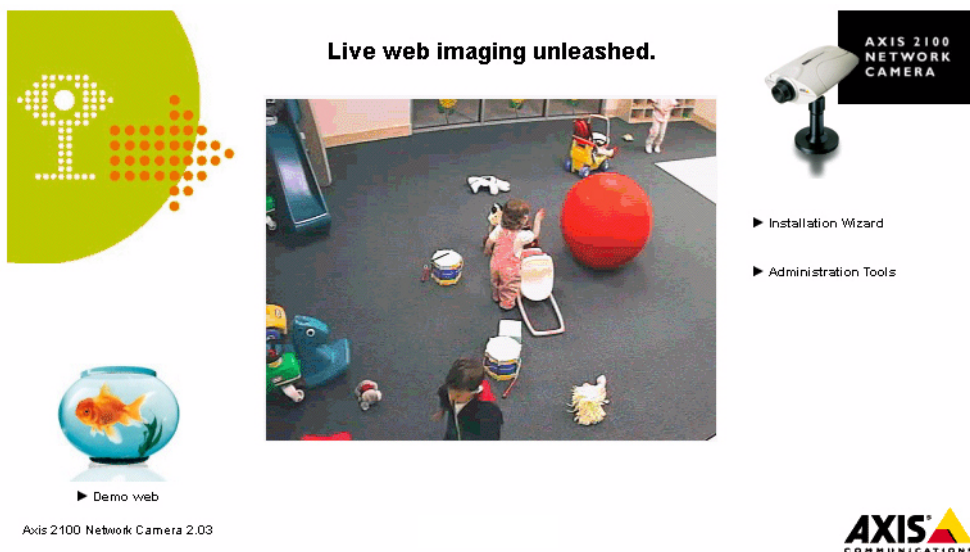 Live web imaging unleashed.
AXIS 2100
NETWORK
CAMERA
► Installation Wizard
► Administration Tools
► Demo web
Axis 2100 Network Camera 2.03
AXIS
COMMUNICATIONS